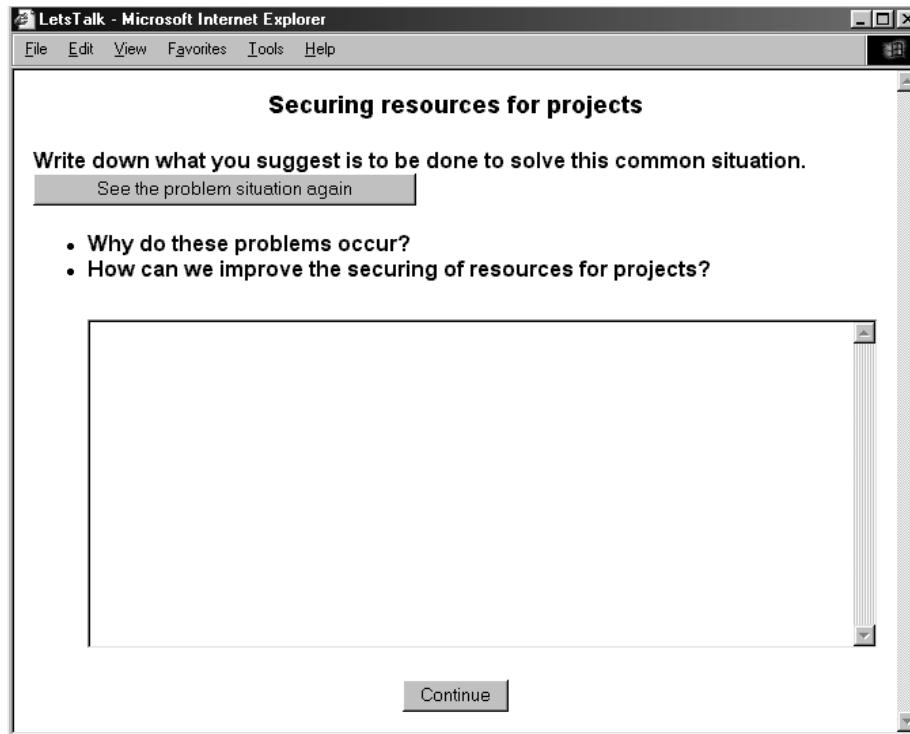 LetsTalk - Microsoft Internet Explorer
File Edit View Favorites Tools Help
Securing resources for projects
Write down what you suggest is to be done to solve this common situation.
See the problem situation again
• Why do these problems occur?
• How can we improve the securing of resources for projects?
Continue